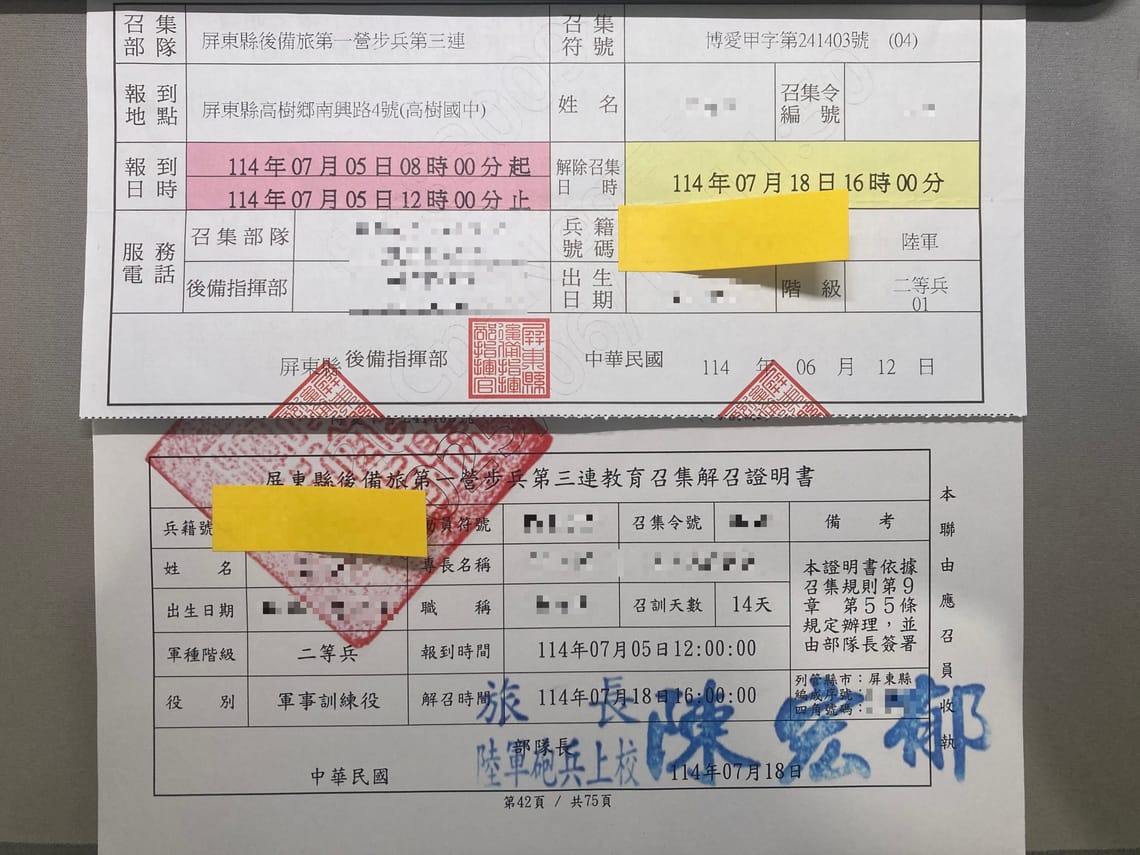 召集部隊
屏東縣後備旅第一營步兵第三連
召集符號
博愛甲字第241403號 (04)
報到地點
屏東縣高樹鄉南興路4號(高樹國中)
姓名
召集令編號
報到日時
114年07月05日08時00分起
114年07月05日12時00分止
解除召集日時
114年07月18日16時00分
服務電話
召集部隊
後備指揮部
兵籍號碼
陸軍
出生日期
階級
二等兵
01
屏東縣後備指揮部
屏東縣後備指揮部指揮官
中華民國 114 年 06 月 12 日
屏東縣後備旅第一營步兵第三連教育召集解召證明書
兵籍號
動員符號
召集令號
備考
姓名
專長名稱
本證明書依據
召集規則第9
章 第55條
規定辦理，並
由部隊長簽署
出生日期
職稱
召訓天數
14天
軍種階級
二等兵
報到時間
114年07月05日12:00:00
役別
軍事訓練役
解召時間
114年07月18日16:00:00
列管縣市：屏東縣
編成序號：
四角號碼：
部隊長
旅長
陸軍砲兵上校
陳宏郁
中華民國
114年07月18日
本聯由應召員收執
第42頁 / 共75頁